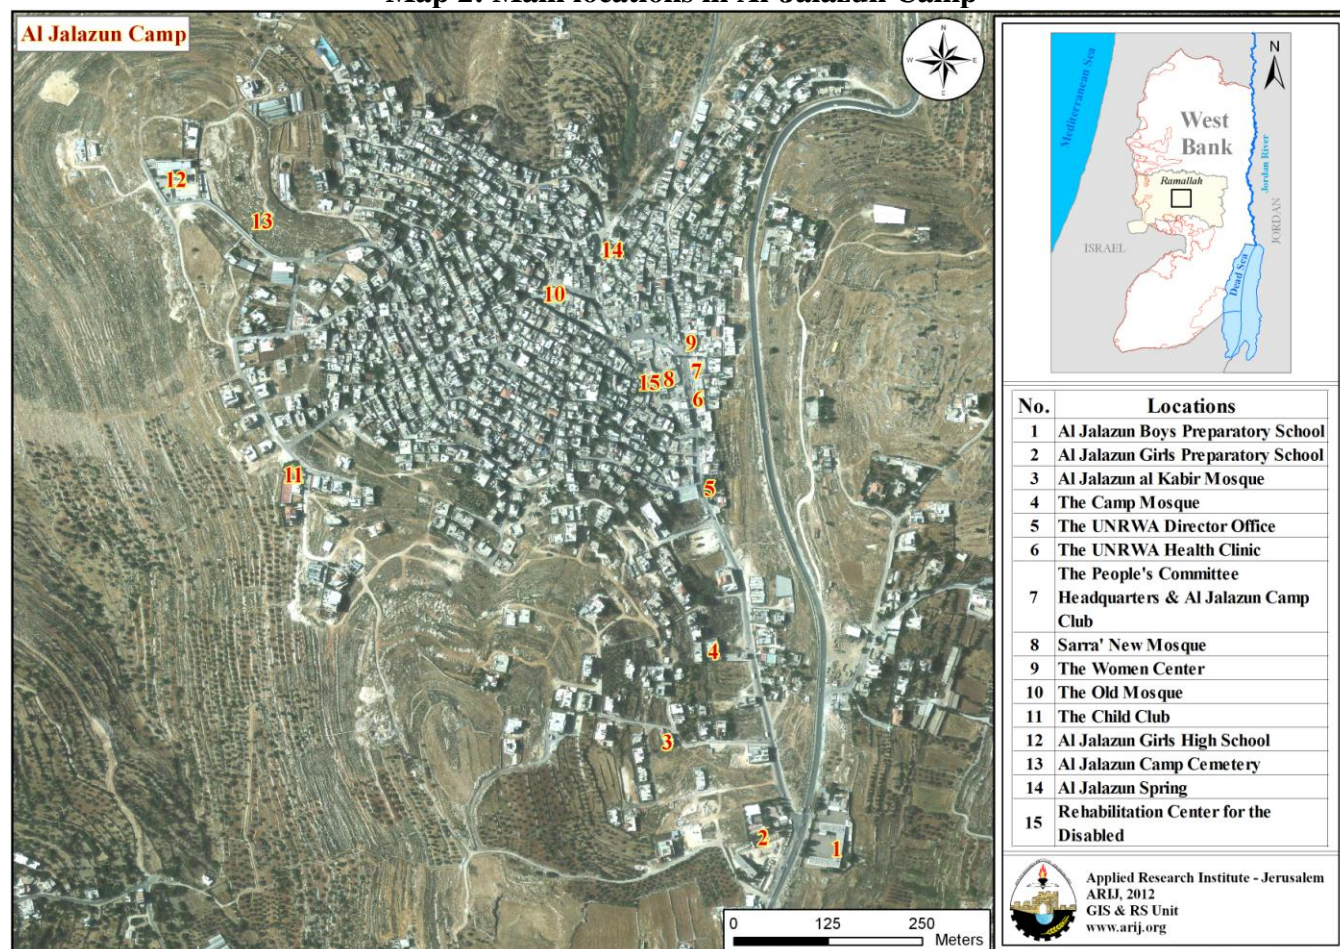 Map 2: Main locations in Al Jalazun Camp
Al Jalazun Camp
N
W E
S
12
13
14
10
9
7
15 8
6
11
5
4
3
2
1
0 125 250
Meters
N
Mediterranean Sea
West
Bank
Ramallah
Jordan River
JORDAN
ISRAEL
Dead Sea
No. Locations
1 Al Jalazun Boys Preparatory School
2 Al Jalazun Girls Preparatory School
3 Al Jalazun al Kabir Mosque
4 The Camp Mosque
5 The UNRWA Director Office
6 The UNRWA Health Clinic
7 The People's Committee
Headquarters & Al Jalazun Camp
Club
8 Sarra' New Mosque
9 The Women Center
10 The Old Mosque
11 The Child Club
12 Al Jalazun Girls High School
13 Al Jalazun Camp Cemetery
14 Al Jalazun Spring
15 Rehabilitation Center for the
Disabled
Applied Research Institute - Jerusalem
ARIJ, 2012
GIS & RS Unit
www.arij.org